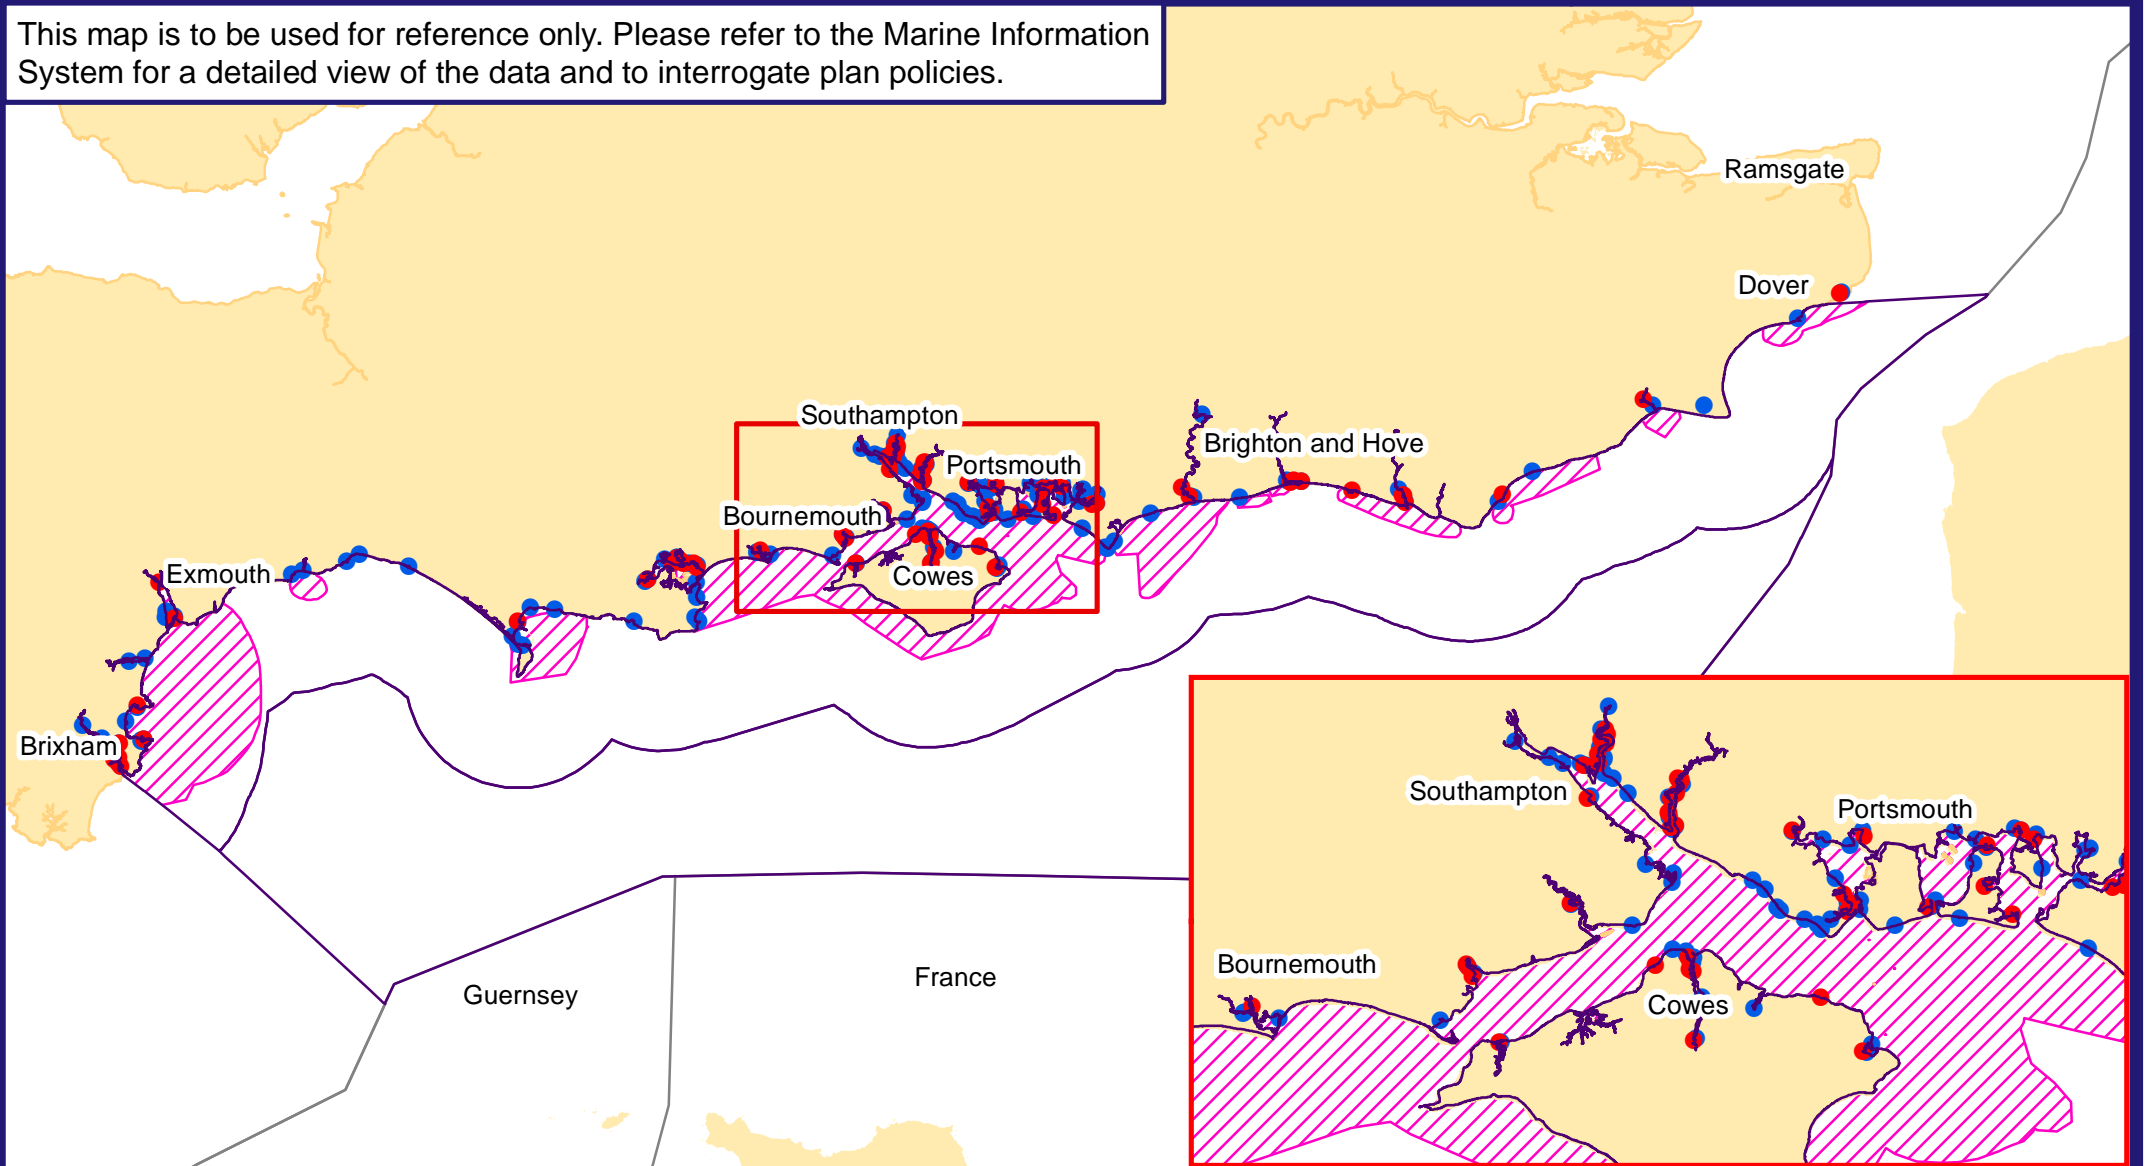 This map is to be used for reference only. Please refer to the Marine Information
System for a detailed view of the data and to interrogate plan policies.
Ramsgate
Dover
Southampton
Brighton and Hove
Portsmouth
Bournemouth
Exmouth
Cowes
Brixham
Southampton
Portsmouth
Bournemouth
Cowes
France
Guernsey